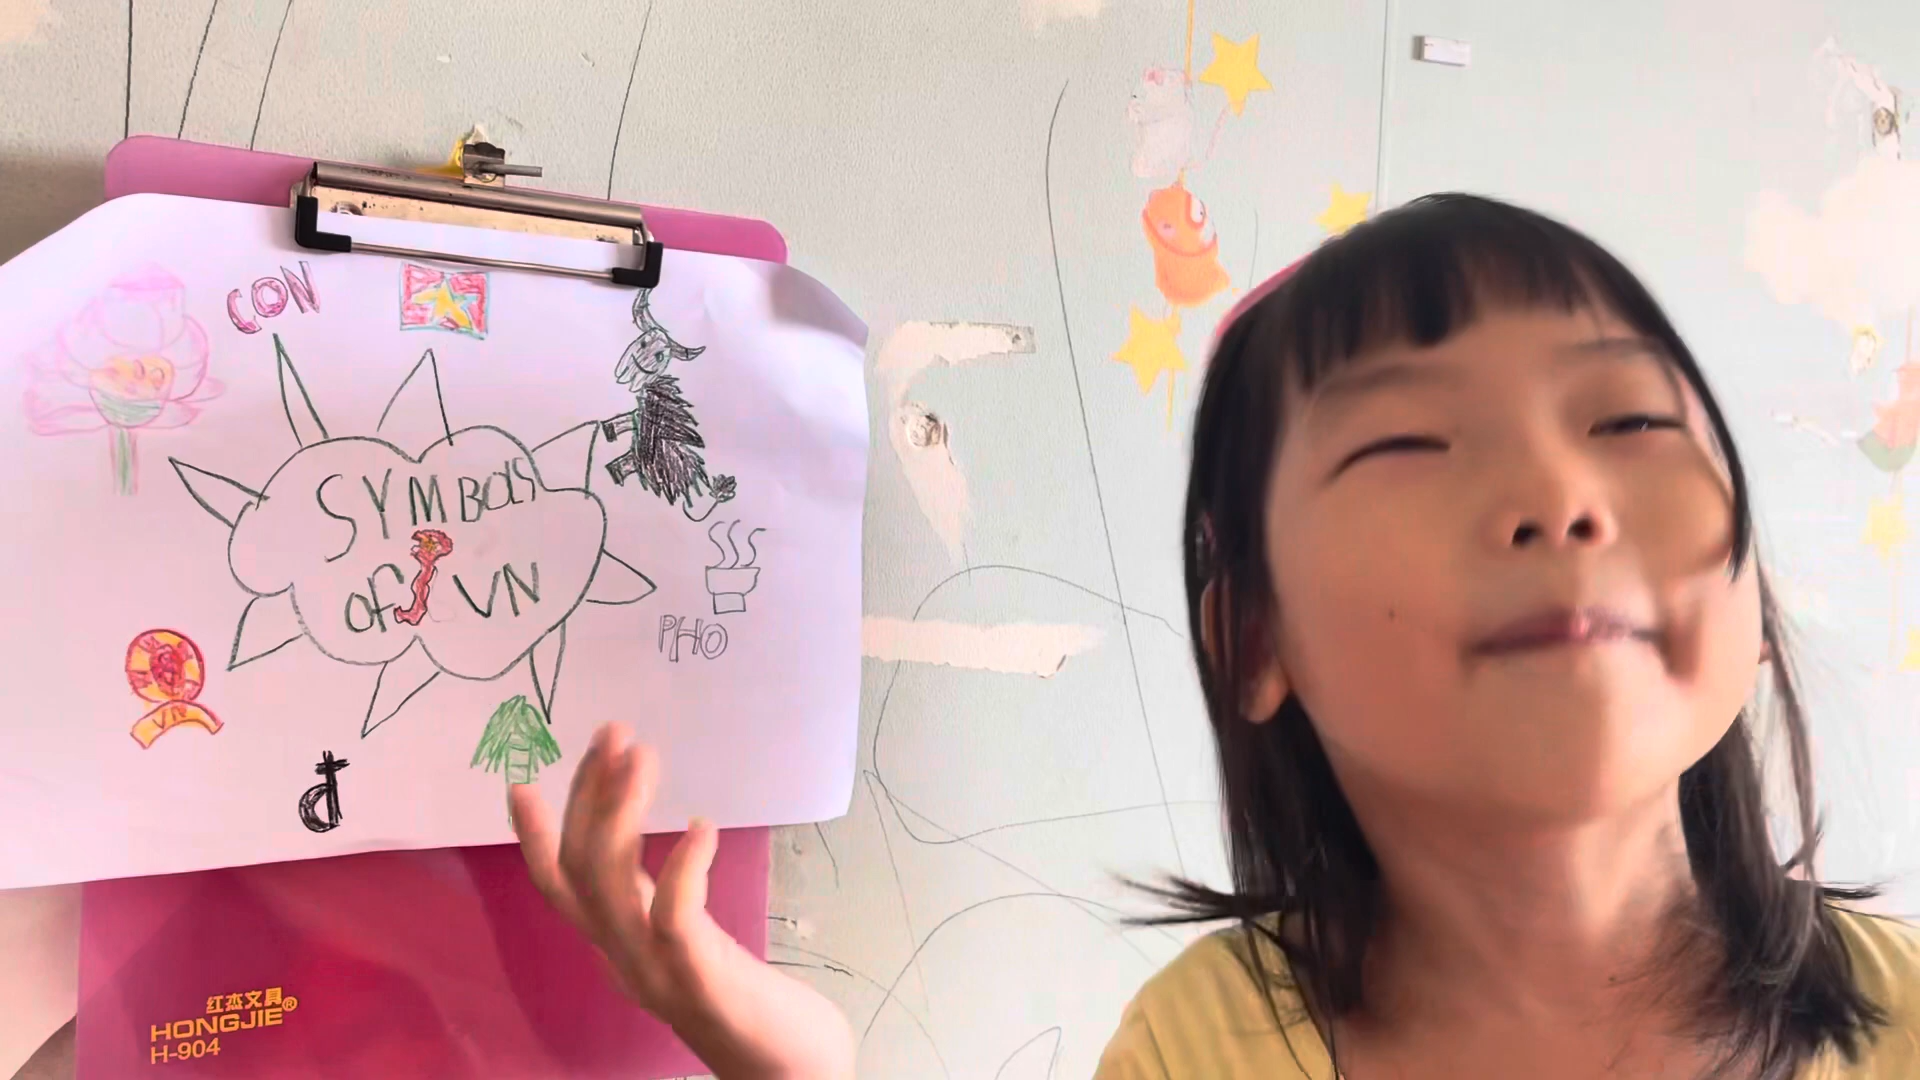 CON
SYMBOLS
of VN
PHO
VN
đ
红杰文具®
HONGJIE
H-904